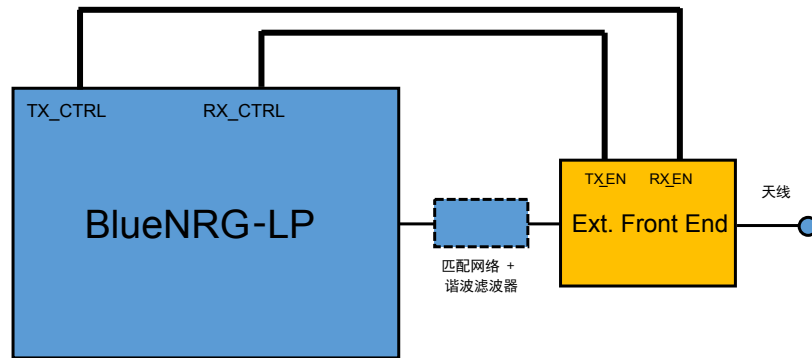 TX_CTRL
RX_CTRL
BlueNRG-LP
TX_EN
RX_EN
Ext. Front End
天线
匹配网络 +
谐波滤波器